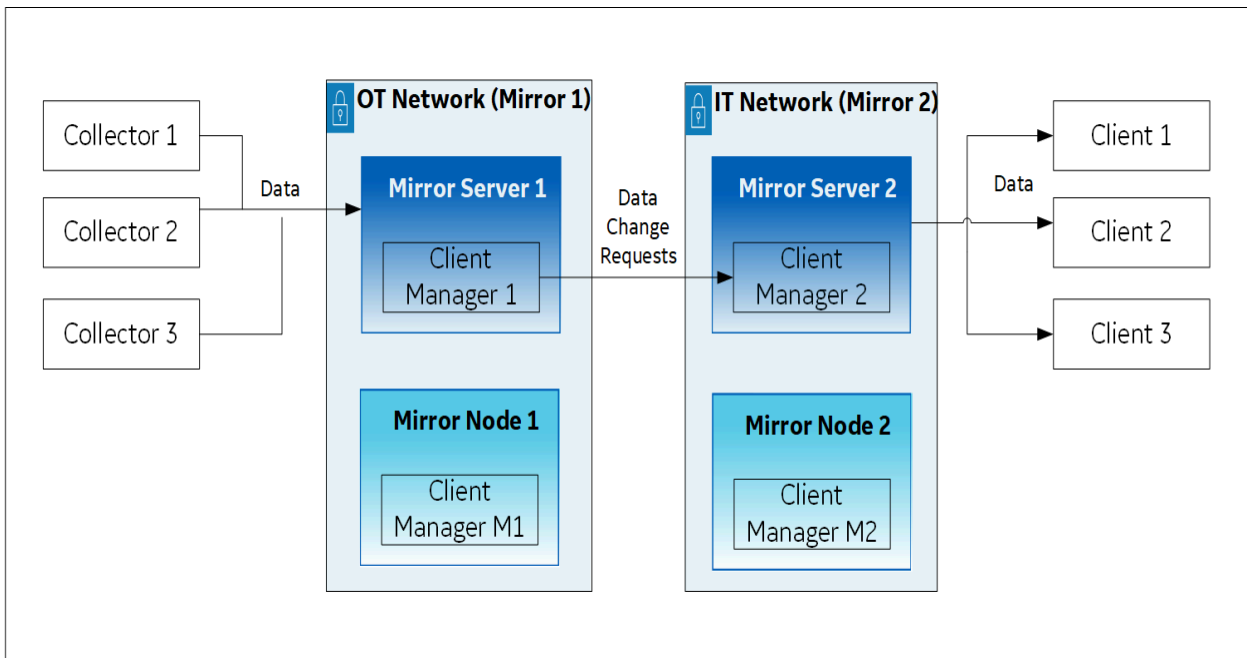 OT Network (Mirror 1)
IT Network (Mirror 2)
Collector 1
Collector 2
Collector 3
Data
Mirror Server 1
Client
Manager 1
Data
Change
Requests
Mirror Server 2
Client
Manager 2
Data
Client 1
Client 2
Client 3
Mirror Node 1
Client
Manager M1
Mirror Node 2
Client
Manager M2